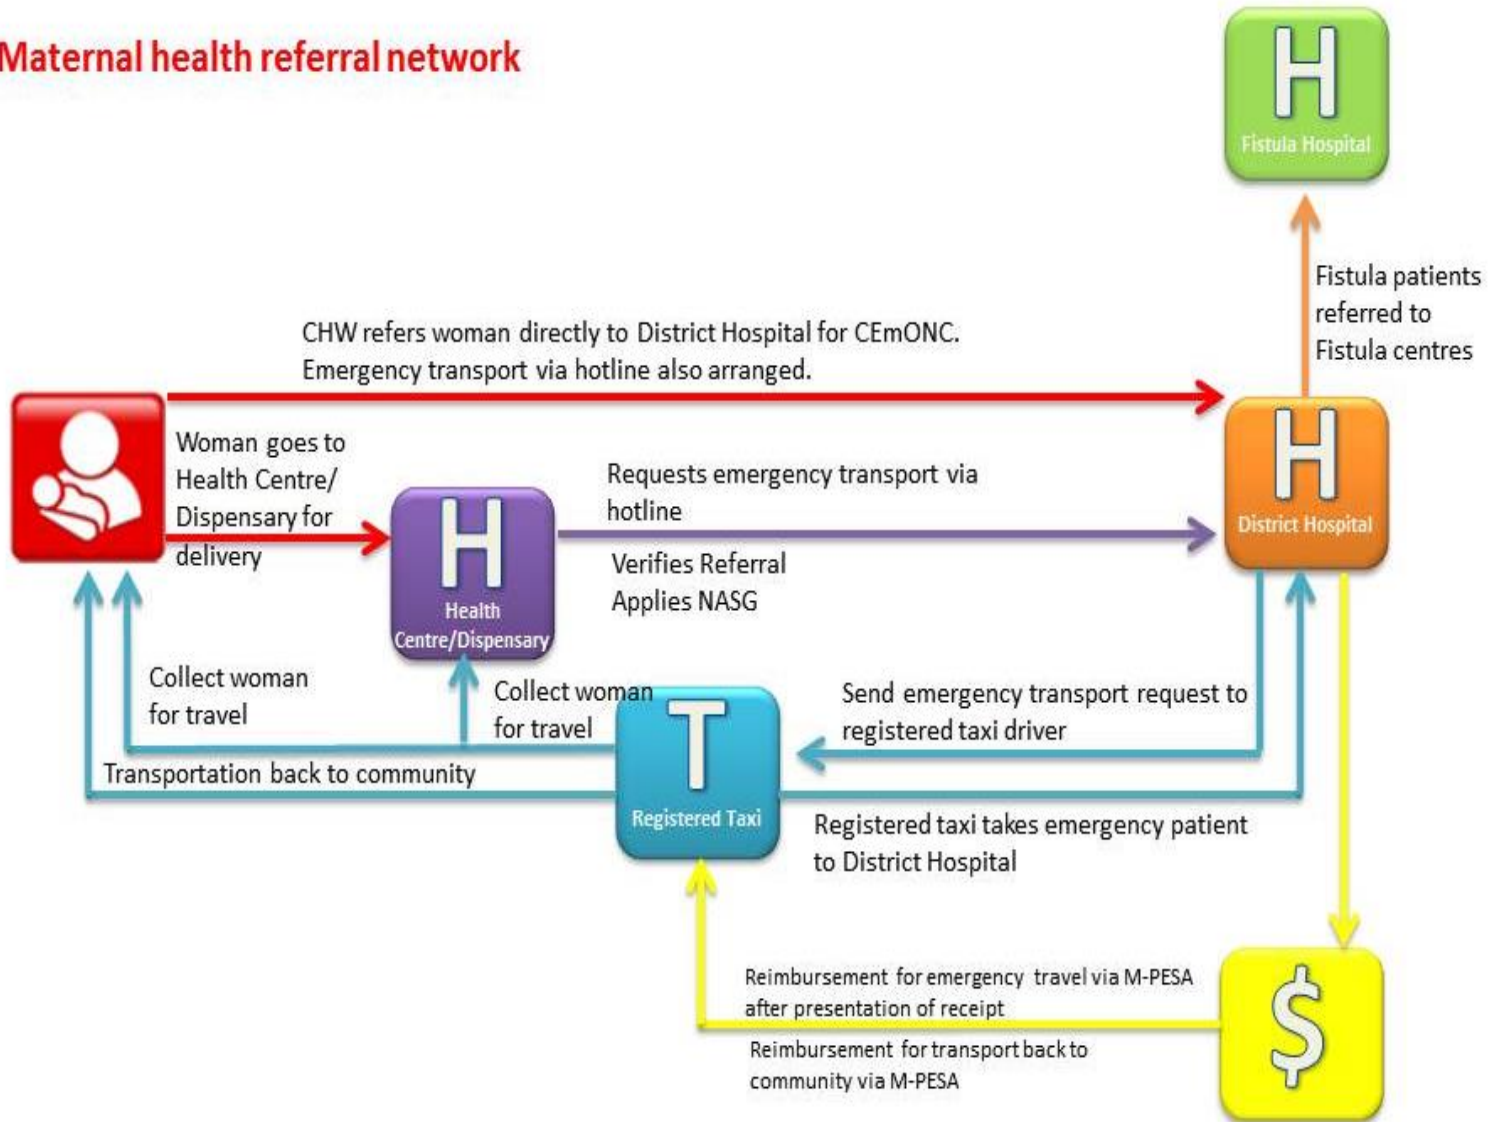 Maternal health referral network
H
Fistula Hospital
Fistula patients
referred to
Fistula centres
CHW refers woman directly to District Hospital for CEmONC.
Emergency transport via hotline also arranged.
Woman goes to
Health Centre/
Dispensary for
delivery
H
Health
Centre/Dispensary
Requests emergency transport via
hotline
Verifies Referral
Applies NASG
H
District Hospital
Collect woman
for travel
Collect woman
for travel
Transportation back to community
T
Registered Taxi
Send emergency transport request to
registered taxi driver
Registered taxi takes emergency patient
to District Hospital
Reimbursement for emergency travel via M-PESA
after presentation of receipt
Reimbursement for transport back to
community via M-PESA
$